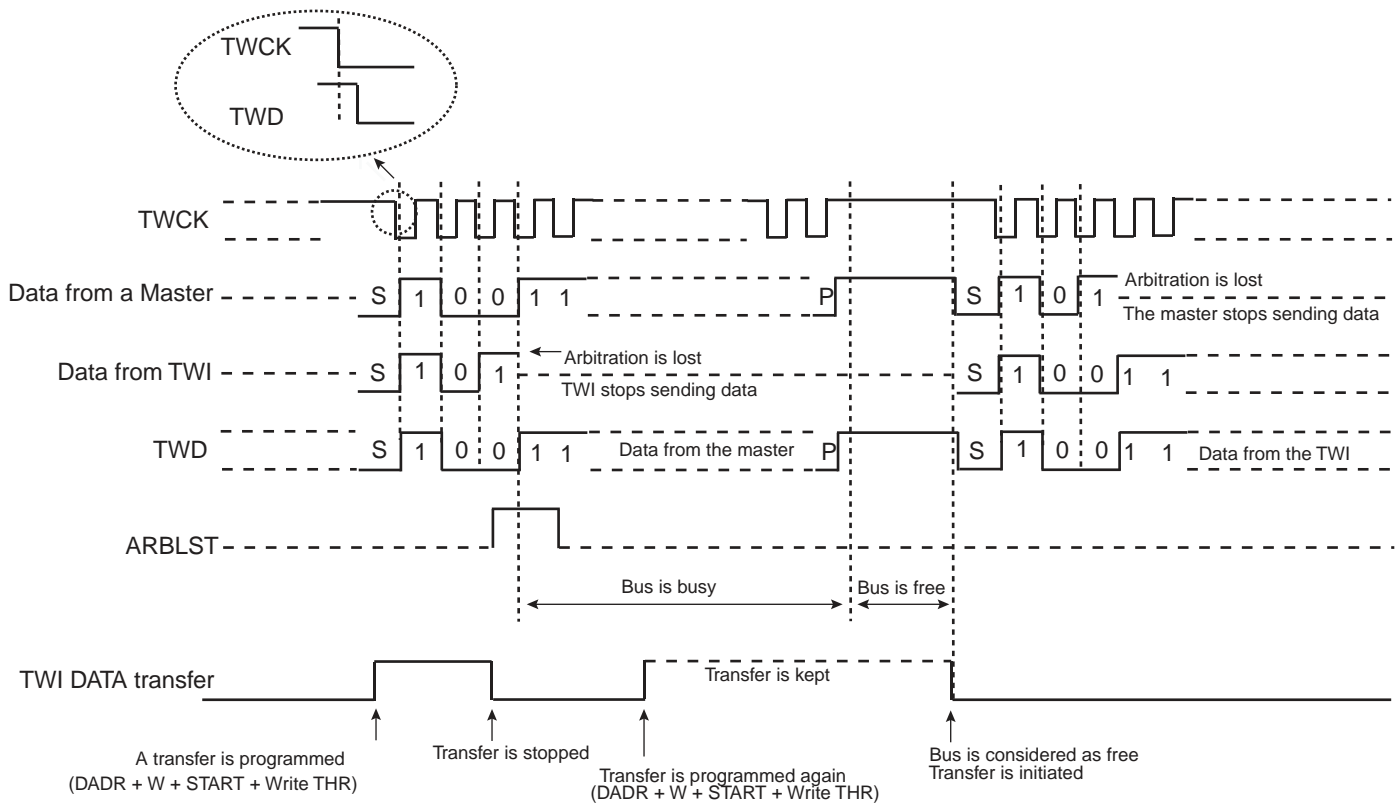 TWCK
TWD
TWCK
Data from a Master S 1 0 0 1 1 P S 1 0 1 Arbitration is lost
The master stops sending data
Data from TWI S 1 0 1 Arbitration is lost S 1 0 0 1 1
TWI stops sending data
TWD S 1 0 0 1 1 Data from the master P S 1 0 0 1 1 Data from the TWI
ARBLST
Bus is busy Bus is free
TWI DATA transfer Transfer is kept
A transfer is programmed
(DADR + W + START + Write THR)
Transfer is stopped
Transfer is programmed again
(DADR + W + START + Write THR)
Bus is considered as free
Transfer is initiated